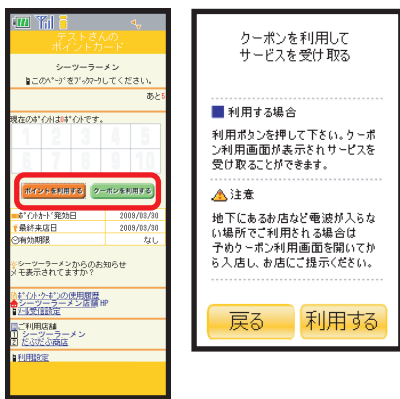 テストさんの
ポイントカード
シーツーラーメン
このページをブックマークしてください。
あと5
現在のポイントは0ポイントです。
1 2 3 4 5
6 7 8 9 10
ポイントを利用する クーポンを利用する
ポイントカード発効日 2009/03/30
最終来店日 2009/03/30
有効期限 なし
シーツーラーメンからのお知らせ
メモ表示されてますか?
ポイント・クーポンの使用履歴
シーツーラーメン店舗HP
メール受信設定
ご利用店舗
1 シーツーラーメン
2 だぶだぶ商店
利用設定
クーポンを利用して
サービスを受け取る
利用する場合
利用ボタンを押して下さい。クーポ
ン利用画面が表示されサービスを
受け取ることができます。
注意
地下にあるお店など電波が入らな
い場所でご利用される場合は
予めクーポン利用画面を開いてか
ら入店し、お店にご提示ください。
戻る 利用する